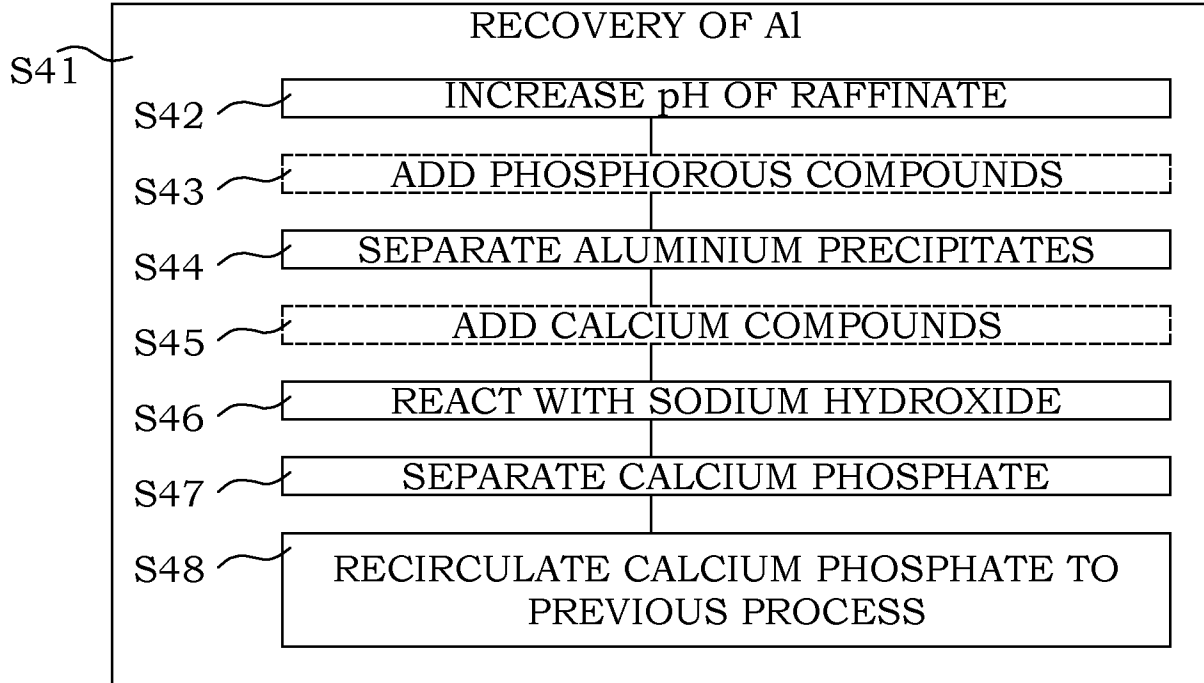 RECOVERY OF Al
S41
S42
INCREASE pH OF RAFFINATE
S43
ADD PHOSPHOROUS COMPOUNDS
S44
SEPARATE ALUMINIUM PRECIPITATES
S45
ADD CALCIUM COMPOUNDS
S46
REACT WITH SODIUM HYDROXIDE
S47
SEPARATE CALCIUM PHOSPHATE
S48
RECIRCULATE CALCIUM PHOSPHATE TO
PREVIOUS PROCESS